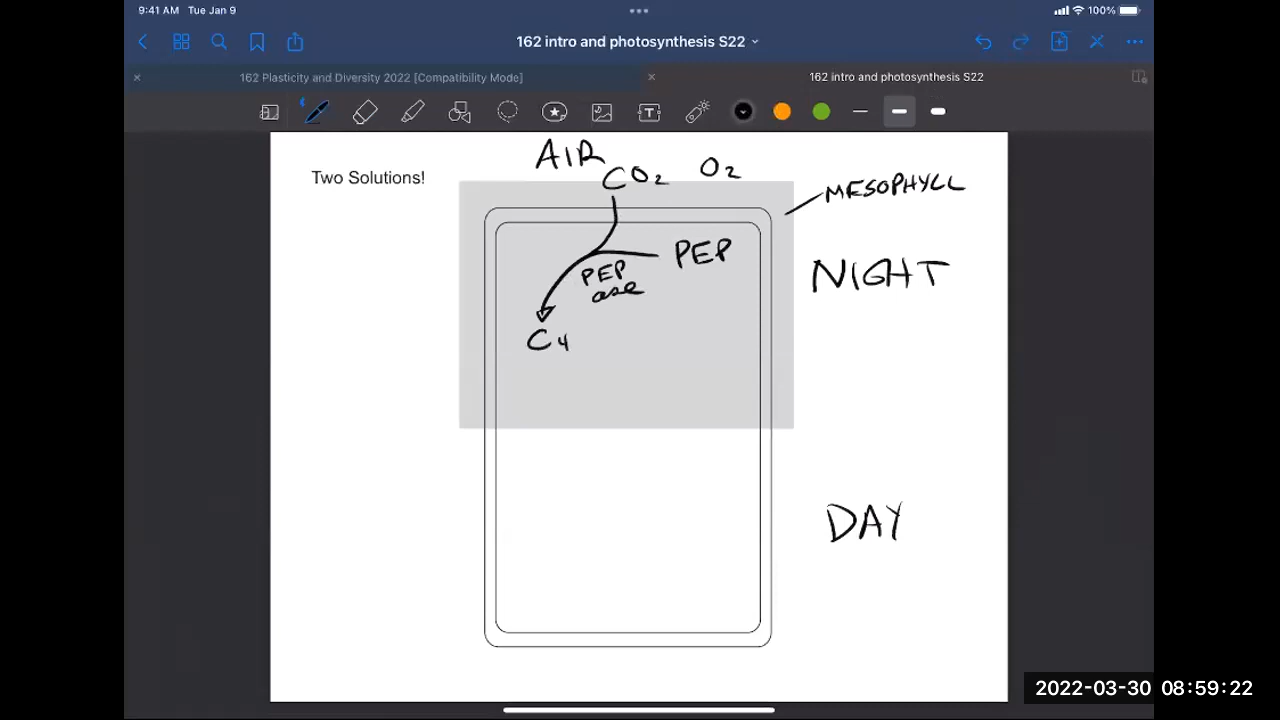 9:41 AM Tue Jan 9
100%
162 intro and photosynthesis S22
162 Plasticity and Diversity 2022 [Compatibility Mode]
162 intro and photosynthesis S22
Two Solutions!
AIR
CO2 O2
MESOPHYLL
PEP
PEP
ase
NIGHT
C4
DAY
2022-03-30 08:59:22